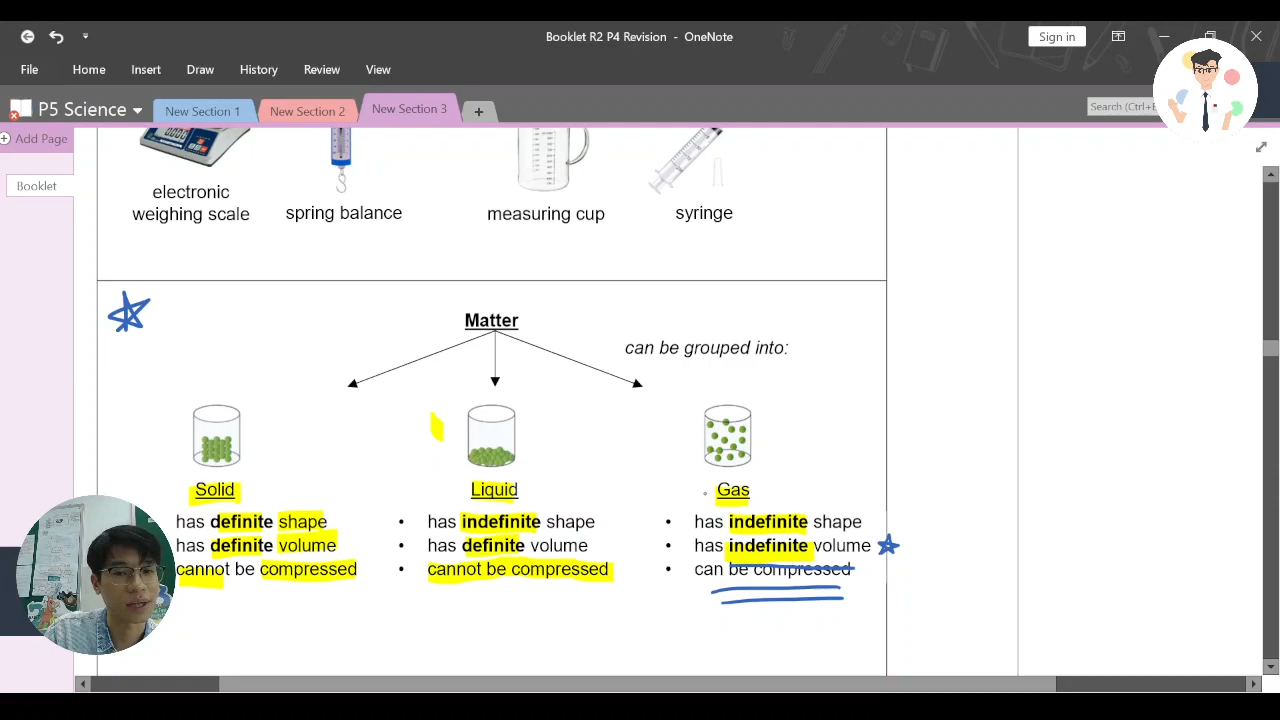 Booklet R2 P4 Revision - OneNote
Sign in
File Home Insert Draw History Review View
P5 Science New Section 1 New Section 2 New Section 3 +
Search (Ctrl+E
Add Page
Booklet
electronic
weighing scale
spring balance
measuring cup
syringe
Matter
can be grouped into:
Solid
has definite shape
has definite volume
cannot be compressed
Liquid
• has indefinite shape
• has definite volume
• cannot be compressed
Gas
• has indefinite shape
• has indefinite volume
• can be compressed